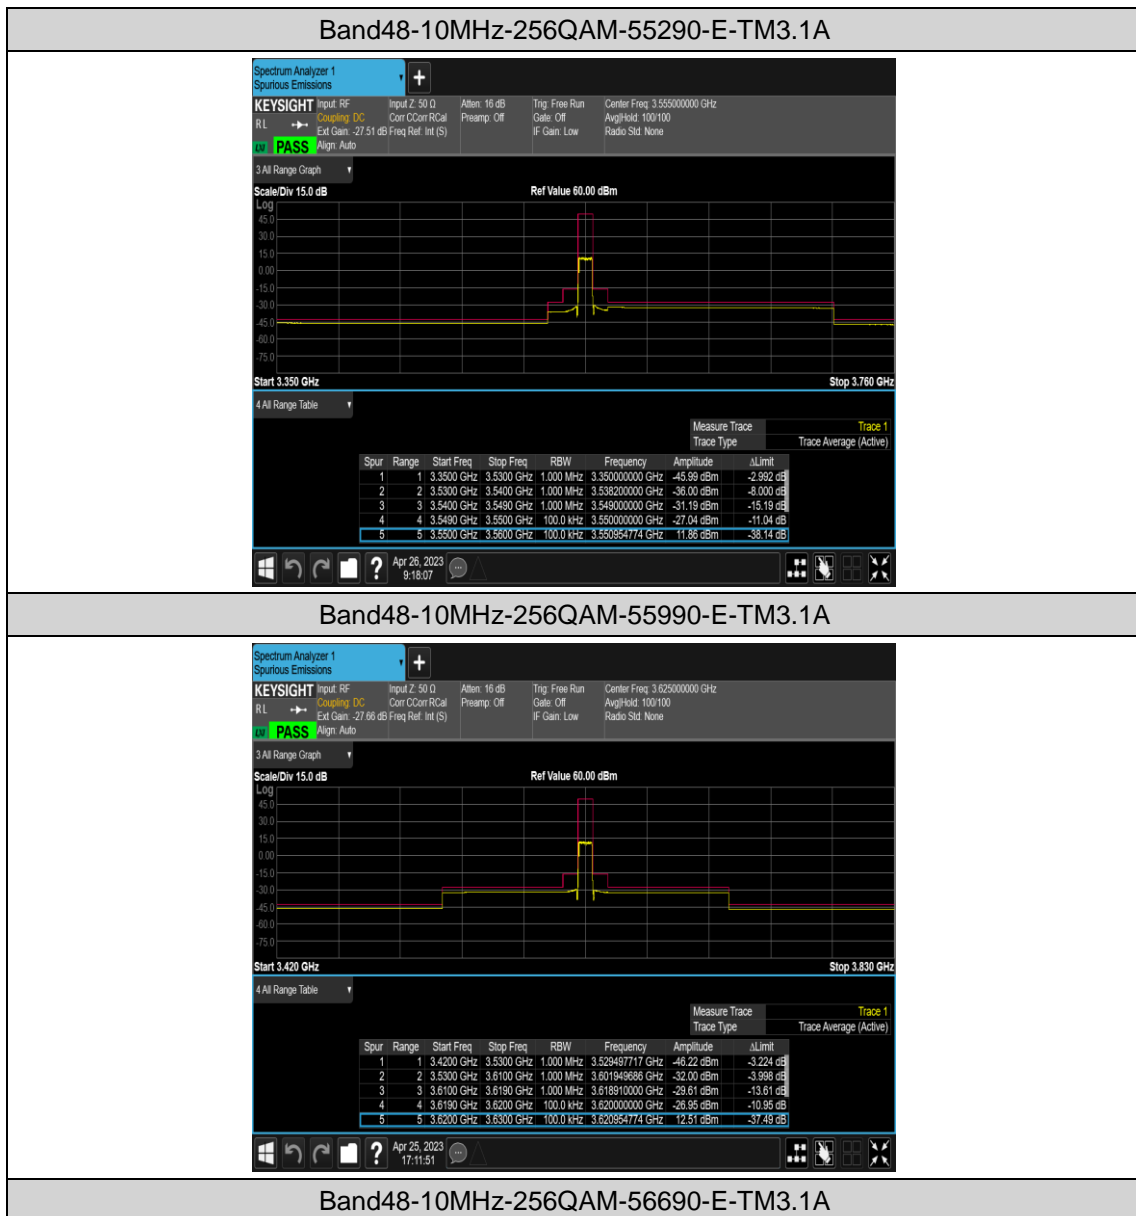 Band48-10MHz-256QAM-55290-E-TM3.1A
Spectrum Analyzer 1
Spurious Emissions
KEYSIGHT Input: RF Input Z: 50 Ω Atten: 16 dB Trig: Free Run Center Freq: 3.555000000 GHz
RL Coupling: DC Corr CCorr RCal Preamp: Off Gate: Off Avg|Hold: 100/100
Ext Gain: -27.51 dB Freq Ref: Int (S) IF Gain: Low Radio Std: None
LXI PASS Align: Auto
3 All Range Graph
Scale/Div 15.0 dB Ref Value 60.00 dBm
Log
45.0
30.0
15.0
0.00
-15.0
-30.0
-45.0
-60.0
-75.0
Start 3.350 GHz Stop 3.760 GHz
4 All Range Table
Measure Trace Trace 1
Trace Type Trace Average (Active)
Spur Range Start Freq Stop Freq RBW Frequency Amplitude ΔLimit
1 1 3.3500 GHz 3.5300 GHz 1.000 MHz 3.350000000 GHz -45.99 dBm -2.992 dB
2 2 3.5300 GHz 3.5400 GHz 1.000 MHz 3.538200000 GHz -36.00 dBm -8.000 dB
3 3 3.5400 GHz 3.5490 GHz 1.000 MHz 3.549000000 GHz -31.19 dBm -15.19 dB
4 4 3.5490 GHz 3.5500 GHz 100.0 kHz 3.550000000 GHz -27.04 dBm -11.04 dB
5 5 3.5500 GHz 3.5600 GHz 100.0 kHz 3.550954774 GHz 11.86 dBm -38.14 dB
Apr 26, 2023
9:18:07
Band48-10MHz-256QAM-55990-E-TM3.1A
Spectrum Analyzer 1
Spurious Emissions
KEYSIGHT Input: RF Input Z: 50 Ω Atten: 16 dB Trig: Free Run Center Freq: 3.625000000 GHz
RL Coupling: DC Corr CCorr RCal Preamp: Off Gate: Off Avg|Hold: 100/100
Ext Gain: -27.66 dB Freq Ref: Int (S) IF Gain: Low Radio Std: None
LXI PASS Align: Auto
3 All Range Graph
Scale/Div 15.0 dB Ref Value 60.00 dBm
Log
45.0
30.0
15.0
0.00
-15.0
-30.0
-45.0
-60.0
-75.0
Start 3.420 GHz Stop 3.830 GHz
4 All Range Table
Measure Trace Trace 1
Trace Type Trace Average (Active)
Spur Range Start Freq Stop Freq RBW Frequency Amplitude ΔLimit
1 1 3.4200 GHz 3.5300 GHz 1.000 MHz 3.529497717 GHz -46.22 dBm -3.224 dB
2 2 3.5300 GHz 3.6100 GHz 1.000 MHz 3.601949686 GHz -32.00 dBm -3.998 dB
3 3 3.6100 GHz 3.6190 GHz 1.000 MHz 3.618910000 GHz -29.61 dBm -13.61 dB
4 4 3.6190 GHz 3.6200 GHz 100.0 kHz 3.620000000 GHz -26.95 dBm -10.95 dB
5 5 3.6200 GHz 3.6300 GHz 100.0 kHz 3.620954774 GHz 12.51 dBm -37.49 dB
Apr 25, 2023
17:11:51
Band48-10MHz-256QAM-56690-E-TM3.1A